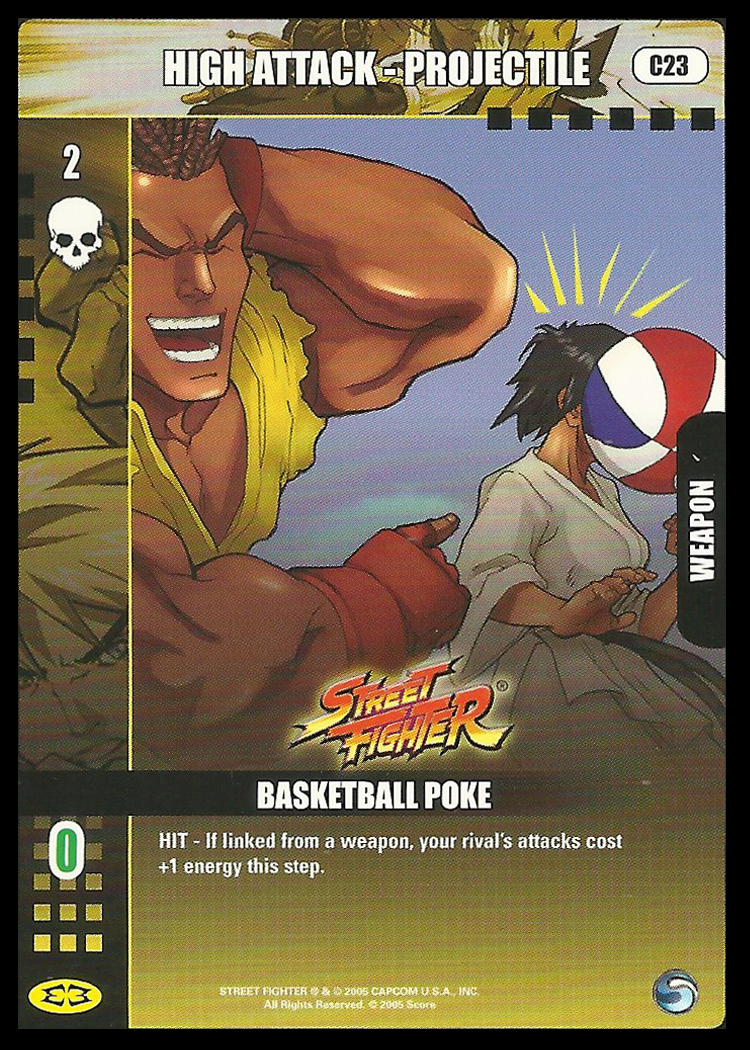 HIGH ATTACK - PROJECTILE
C23
2
WEAPON
STREET
FIGHTER®
BASKETBALL POKE
0
HIT - If linked from a weapon, your rival's attacks cost
+1 energy this step.
STREET FIGHTER ® & © 2005 CAPCOM U.S.A., INC.
All Rights Reserved. © 2005 Score